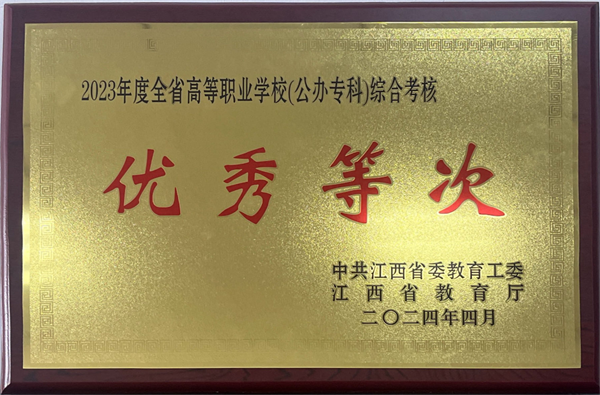 2023年度全省高等职业学校(公办专科)综合考核
优秀等次
中共江西省委教育工委
江西省教育厅
二〇二四年四月